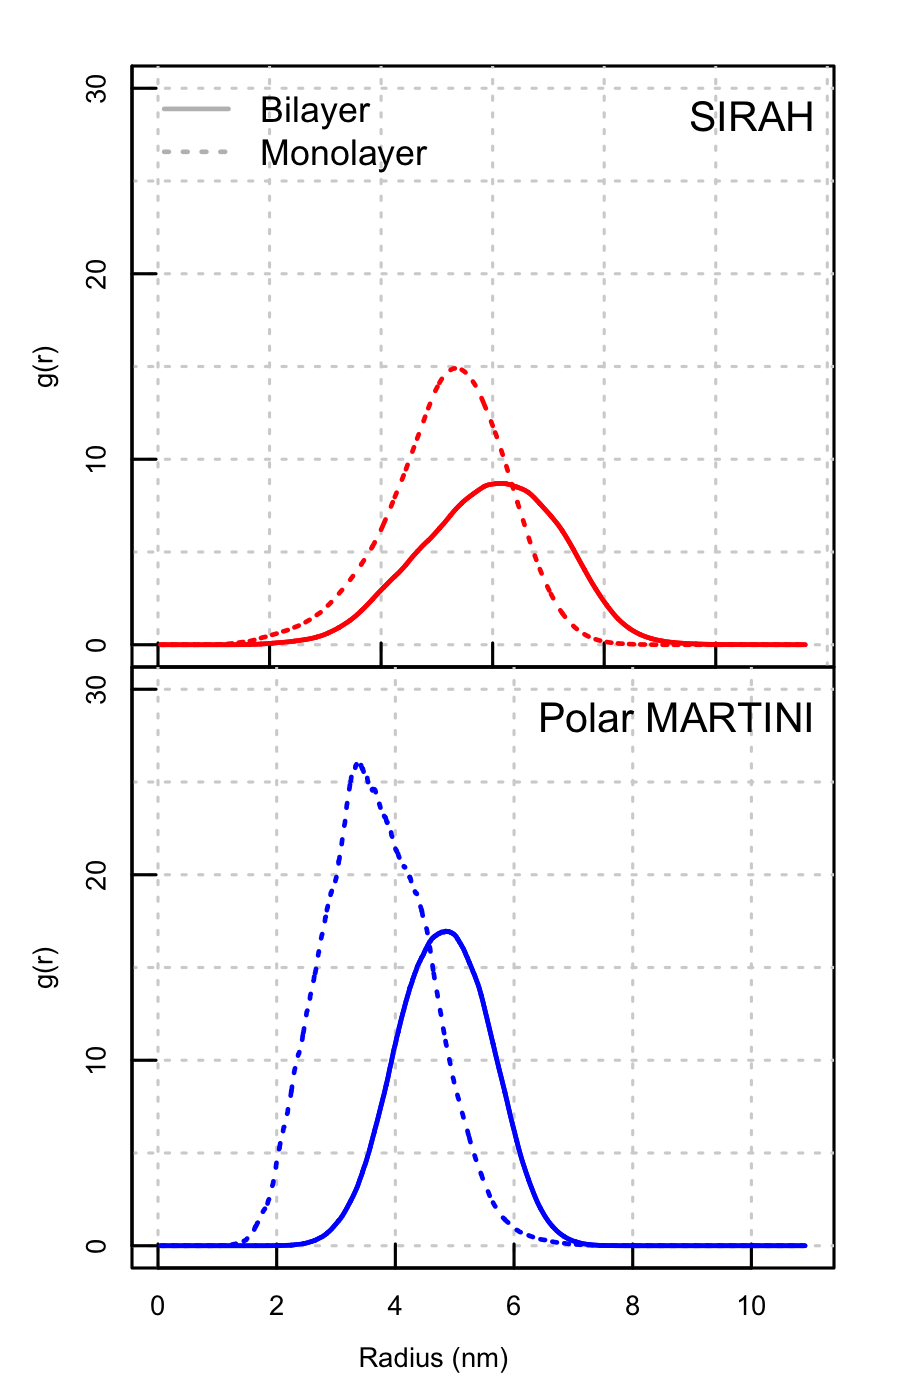 30
Bilayer
SIRAH
Monolayer
20
g(r)
10
0
30
Polar MARTINI
20
g(r)
10
0
0 2 4 6 8 10
Radius (nm)